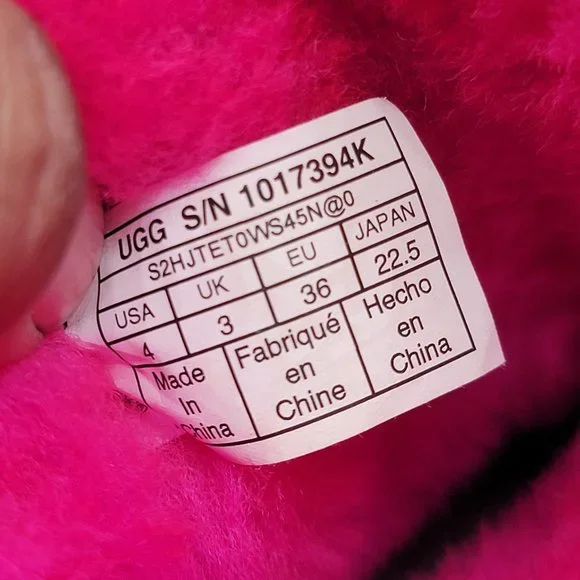 UGG S/N 1017394K
S2HJTET0WS45N@0
USA UK EU JAPAN
4 3 36 22.5
Made In China
Fabriqué en Chine
Hecho en China